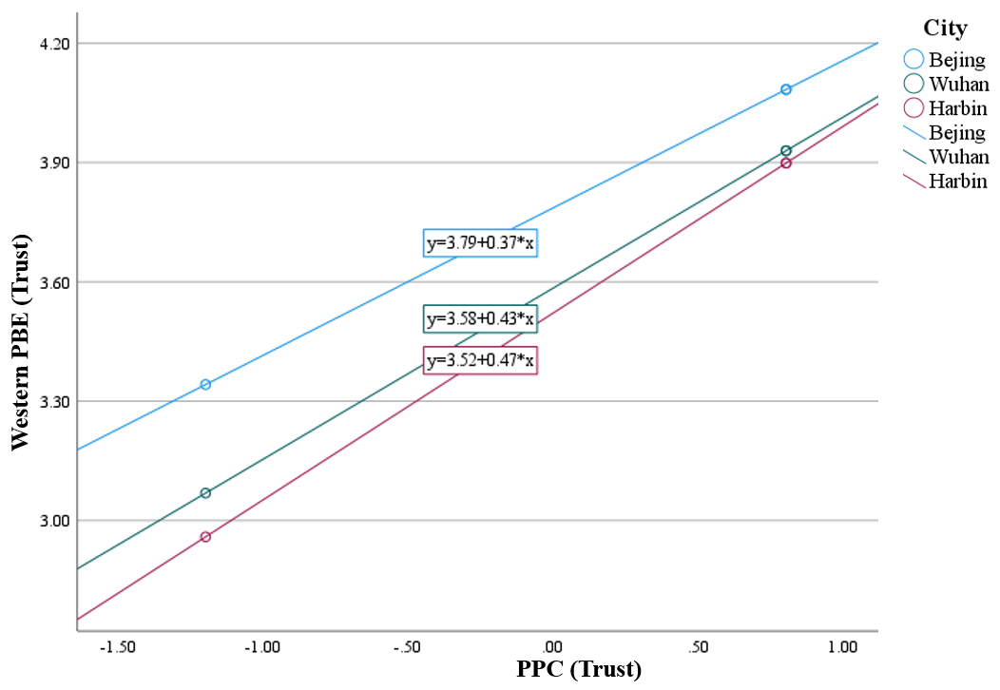 City
Bejing
Wuhan
Harbin
Bejing
Wuhan
Harbin
Western PBE (Trust)
4.20
3.90
3.60
3.30
3.00
y=3.79+0.37*x
y=3.58+0.43*x
y=3.52+0.47*x
-1.50
-1.00
-.50
.00
.50
1.00
PPC (Trust)